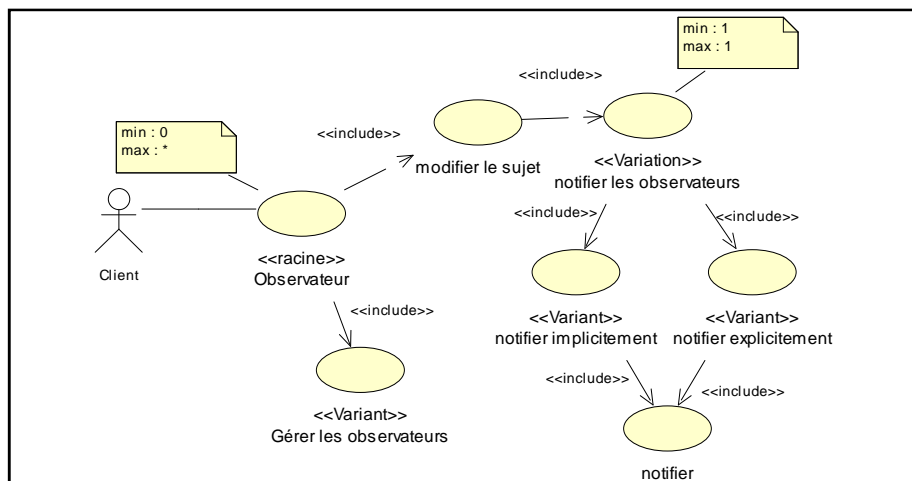 min : 1
max : 1
<<include>>
min : 0
max : *
<<include>>
modifier le sujet
<<Variation>>
notifier les observateurs
Client
<<racine>>
Observateur
<<include>>
<<include>>
<<include>>
<<Variant>>
notifier implicitement
<<Variant>>
notifier explicitement
<<include>>
<<include>>
<<Variant>>
Gérer les observateurs
notifier